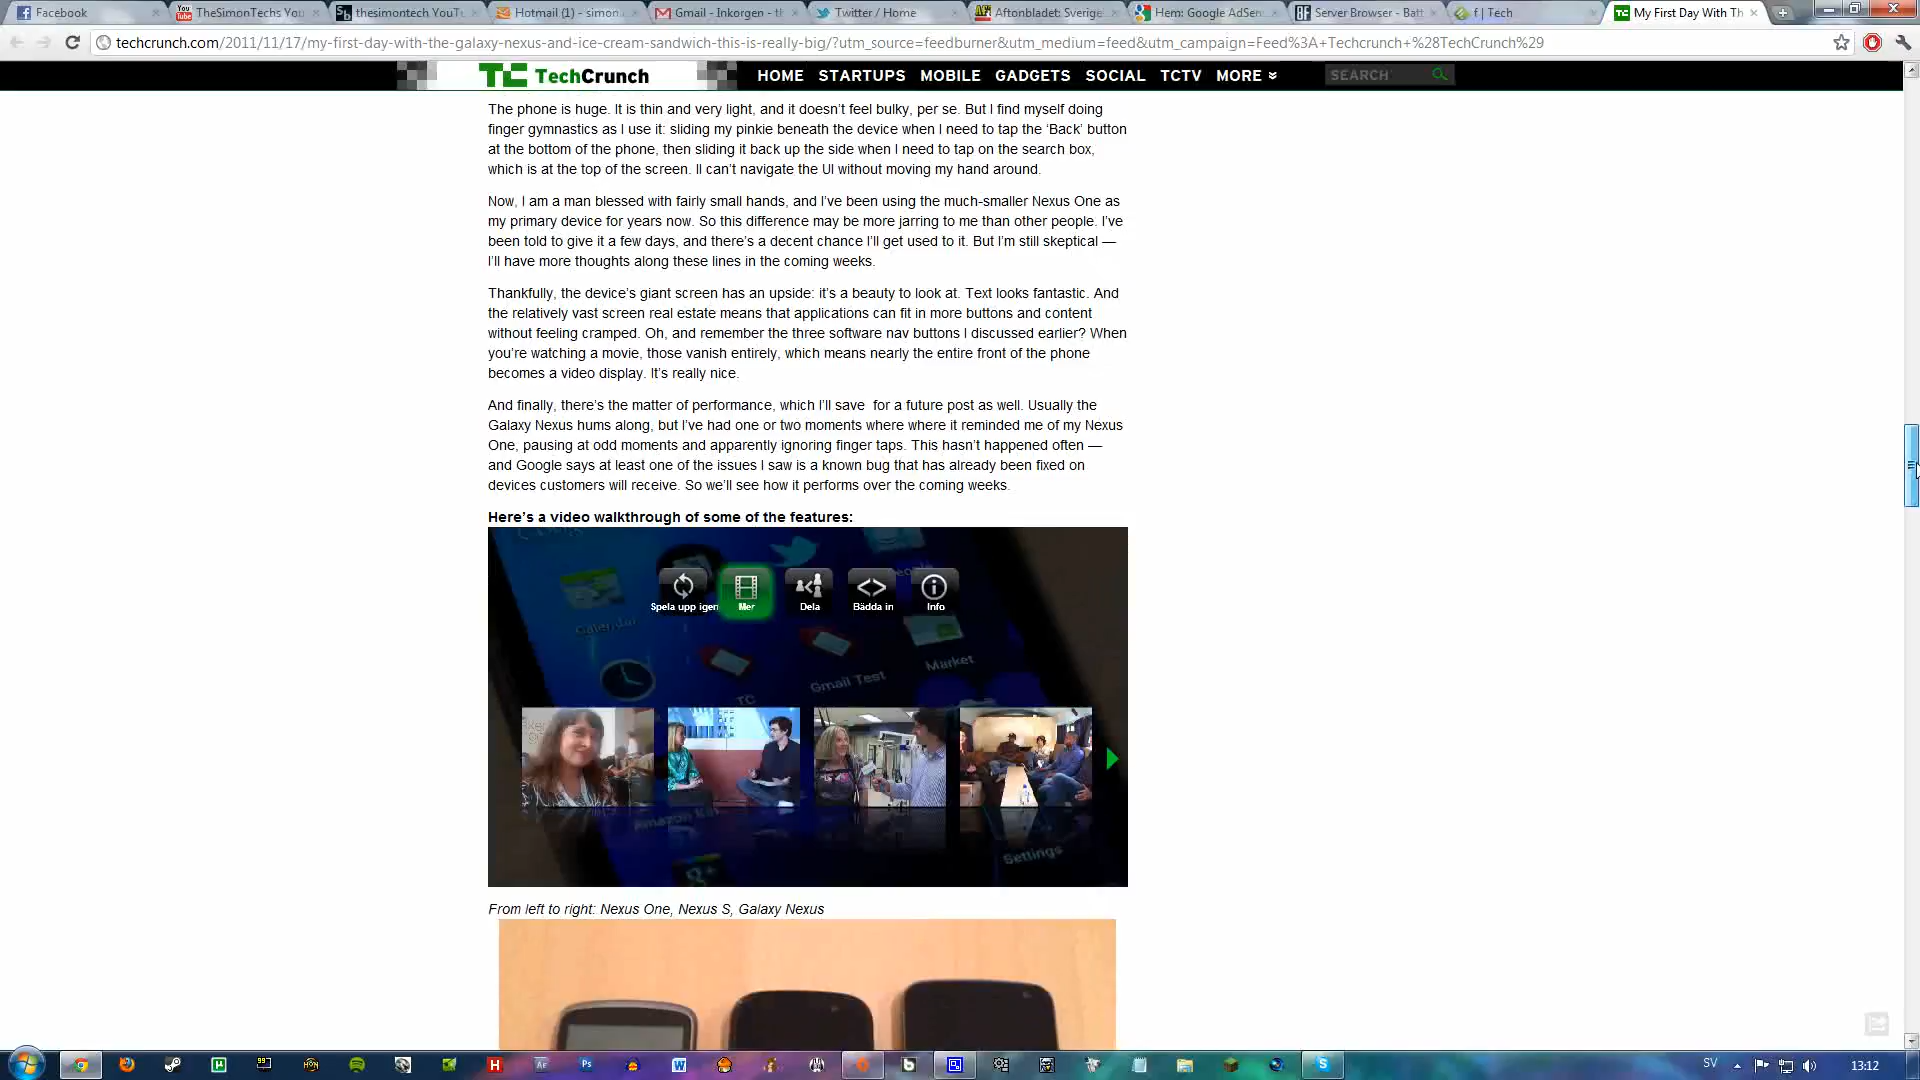 Facebook
TheSimonTechs You
thesimontech YouTu
Hotmail (1) - simon
Gmail - Inkorgen - th
Twitter / Home
Aftonbladet: Sverige
Hem: Google AdSen
Server Browser - Batt
f | Tech
My First Day With Th
techcrunch.com/2011/11/17/my-first-day-with-the-galaxy-nexus-and-ice-cream-sandwich-this-is-really-big/?utm_source=feedburner&utm_medium=feed&utm_campaign=Feed%3A+Techcrunch+%28TechCrunch%29
TechCrunch
HOME STARTUPS MOBILE GADGETS SOCIAL TCTV MORE
SEARCH
The phone is huge. It is thin and very light, and it doesn’t feel bulky, per se. But I find myself doing
finger gymnastics as I use it: sliding my pinkie beneath the device when I need to tap the ‘Back’ button
at the bottom of the phone, then sliding it back up the side when I need to tap on the search box,
which is at the top of the screen. II can’t navigate the UI without moving my hand around.
Now, I am a man blessed with fairly small hands, and I’ve been using the much-smaller Nexus One as
my primary device for years now. So this difference may be more jarring to me than other people. I’ve
been told to give it a few days, and there’s a decent chance I’ll get used to it. But I’m still skeptical —
I’ll have more thoughts along these lines in the coming weeks.
Thankfully, the device’s giant screen has an upside: it’s a beauty to look at. Text looks fantastic. And
the relatively vast screen real estate means that applications can fit in more buttons and content
without feeling cramped. Oh, and remember the three software nav buttons I discussed earlier? When
you’re watching a movie, those vanish entirely, which means nearly the entire front of the phone
becomes a video display. It’s really nice.
And finally, there’s the matter of performance, which I’ll save for a future post as well. Usually the
Galaxy Nexus hums along, but I’ve had one or two moments where where it reminded me of my Nexus
One, pausing at odd moments and apparently ignoring finger taps. This hasn’t happened often —
and Google says at least one of the issues I saw is a known bug that has already been fixed on
devices customers will receive. So we’ll see how it performs over the coming weeks.
Here’s a video walkthrough of some of the features:
Spela upp igen
Mer
Dela
Bädda in
Info
Calendar
TC
Gmail Test
Market
Settings
From left to right: Nexus One, Nexus S, Galaxy Nexus
SV
13:12